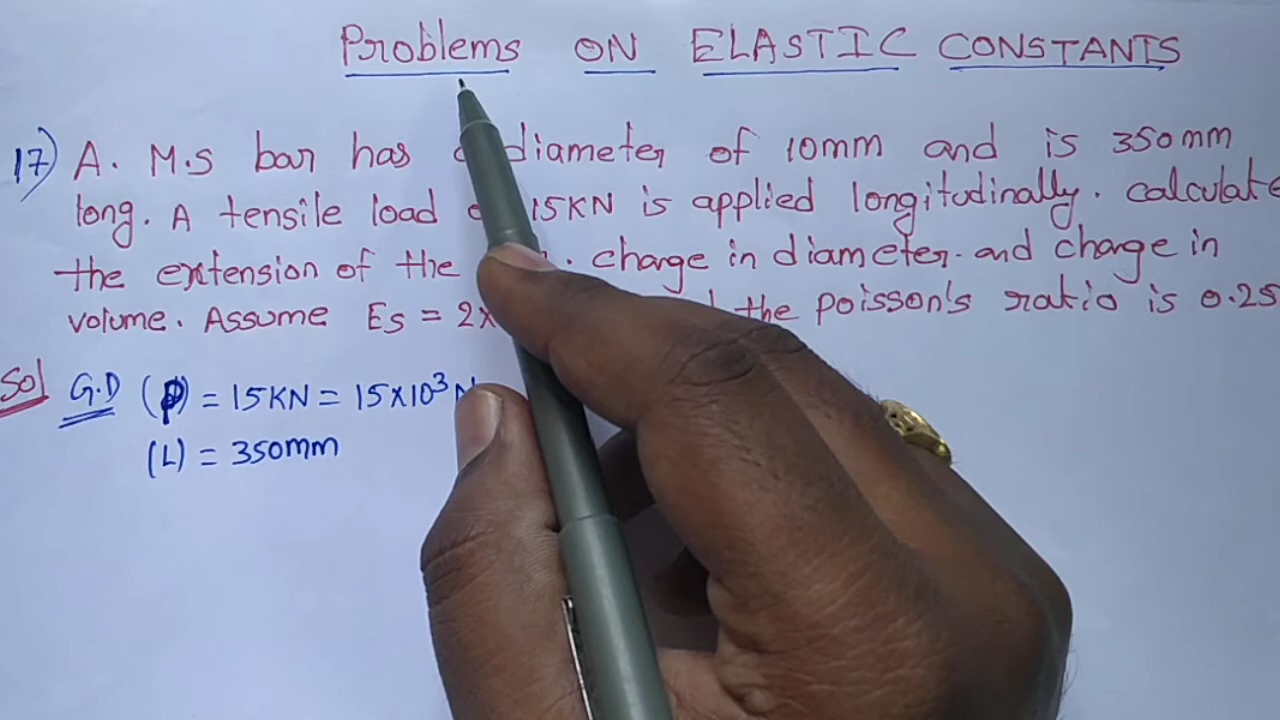 Problems ON ELASTIC CONSTANTS
17) A. M.S bar has diameter of 10mm and is 350mm
long. A tensile load 15KN is applied longitudinally. calculate
the extension of the . change in diameter. and change in
volume. Assume Es = 2x the poisson's ratio is 0.25
Sol G.D (P) = 15KN = 15x10³ N
(L) = 350mm